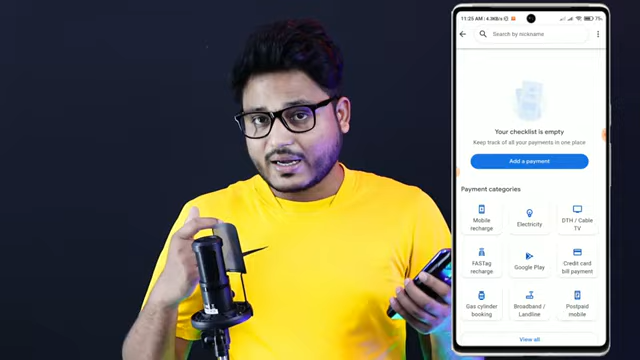 11:25 AM | 4.3KB/s
75
Search by nickname
Your checklist is empty
Keep track of all your payments in one place
Add a payment
Payment categories
Mobile recharge
Electricity
DTH / Cable TV
FASTag recharge
Google Play
Credit card bill payment
Gas cylinder booking
Broadband / Landline
Postpaid mobile
View all